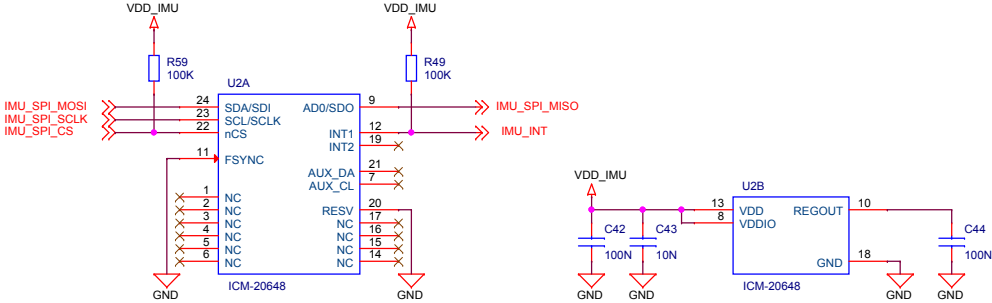 VDD_IMU
VDD_IMU
R59
100K
R49
100K
U2A
IMU_SPI_MOSI
24
SDA/SDI
AD0/SDO
9
IMU_SPI_MISO
IMU_SPI_SCLK
23
SCL/SCLK
IMU_SPI_CS
22
nCS
INT1
12
IMU_INT
INT2
19
11
FSYNC
AUX_DA
21
AUX_CL
7
1
NC
RESV
20
2
NC
NC
17
3
NC
NC
16
4
NC
NC
15
5
NC
NC
14
6
NC
GND
ICM-20648
GND
VDD_IMU
U2B
13
VDD
REGOUT
10
8
VDDIO
C42
100N
C43
10N
C44
100N
GND
18
GND
GND
ICM-20648
GND
GND